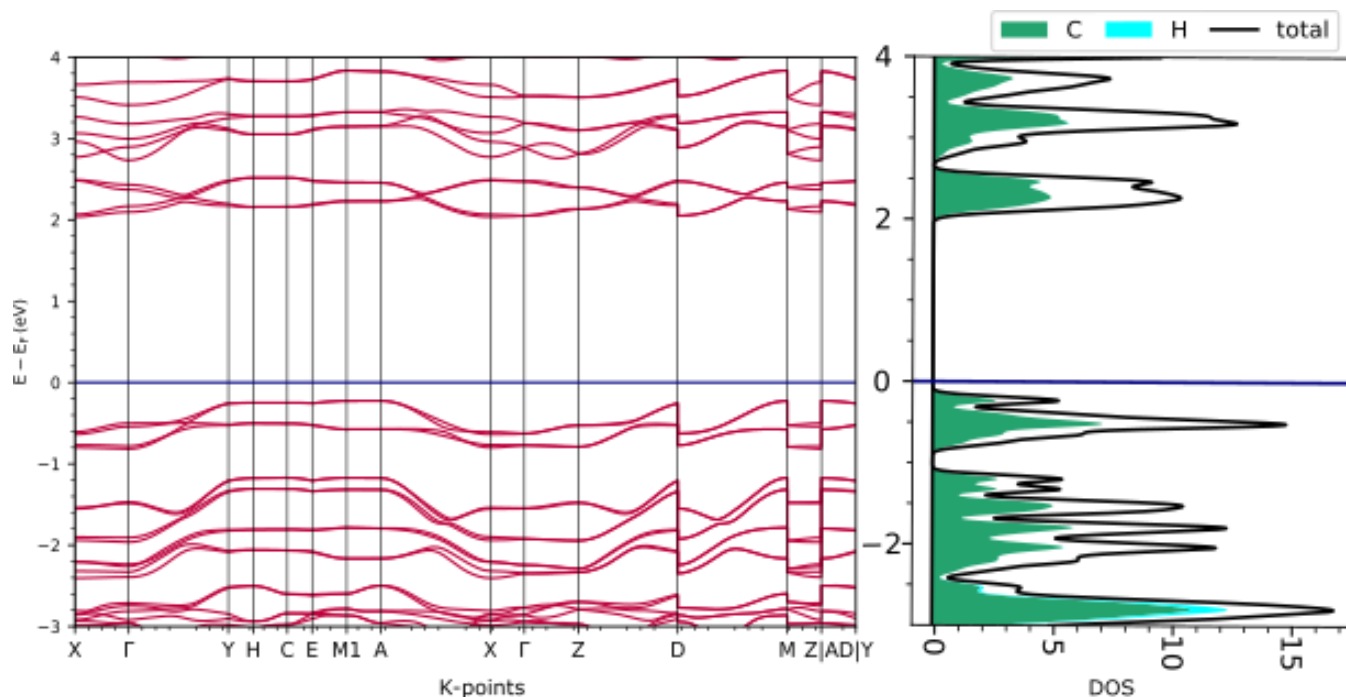 C H total
4
3
2
1
0
−1
−2
−3
E − E_F (eV)
X Γ Y H C E M1 A X Γ Z D M Z|AD|Y
K-points
4
2
0
−2
0 5 10 15
DOS